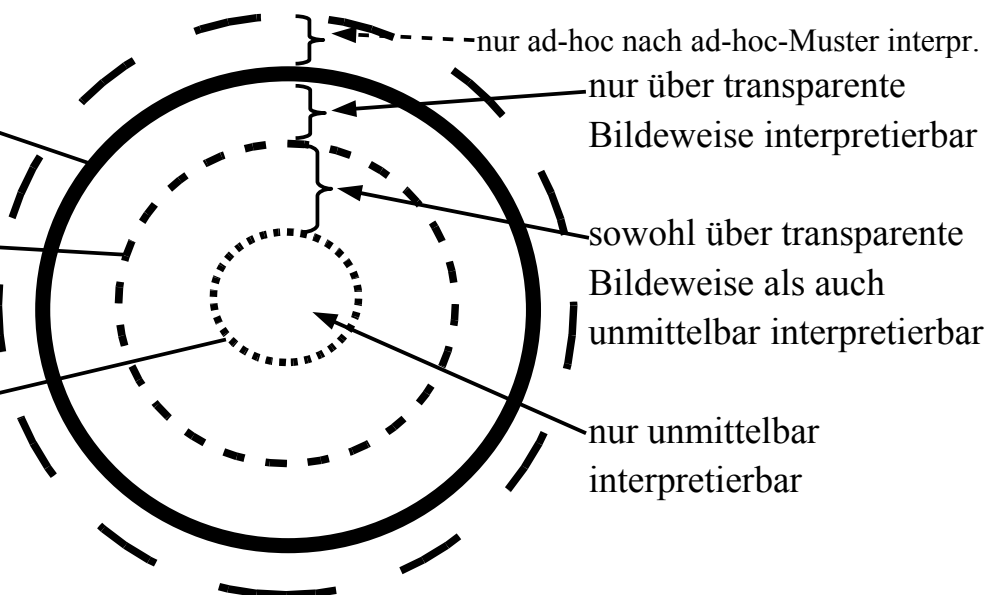 nur ad-hoc nach ad-hoc-Muster interpr.
nur über transparente
Bildeweise interpretierbar
sowohl über transparente
Bildeweise als auch
unmittelbar interpretierbar
nur unmittelbar
interpretierbar